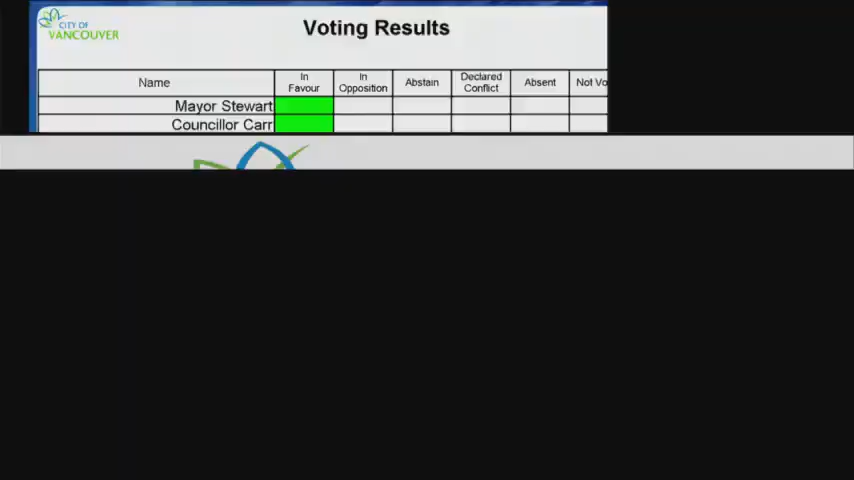 CITY OF
VANCOUVER
Voting Results
Name
In Favour
In Opposition
Abstain
Declared Conflict
Absent
Not Vo
Mayor Stewart
Councillor Carr